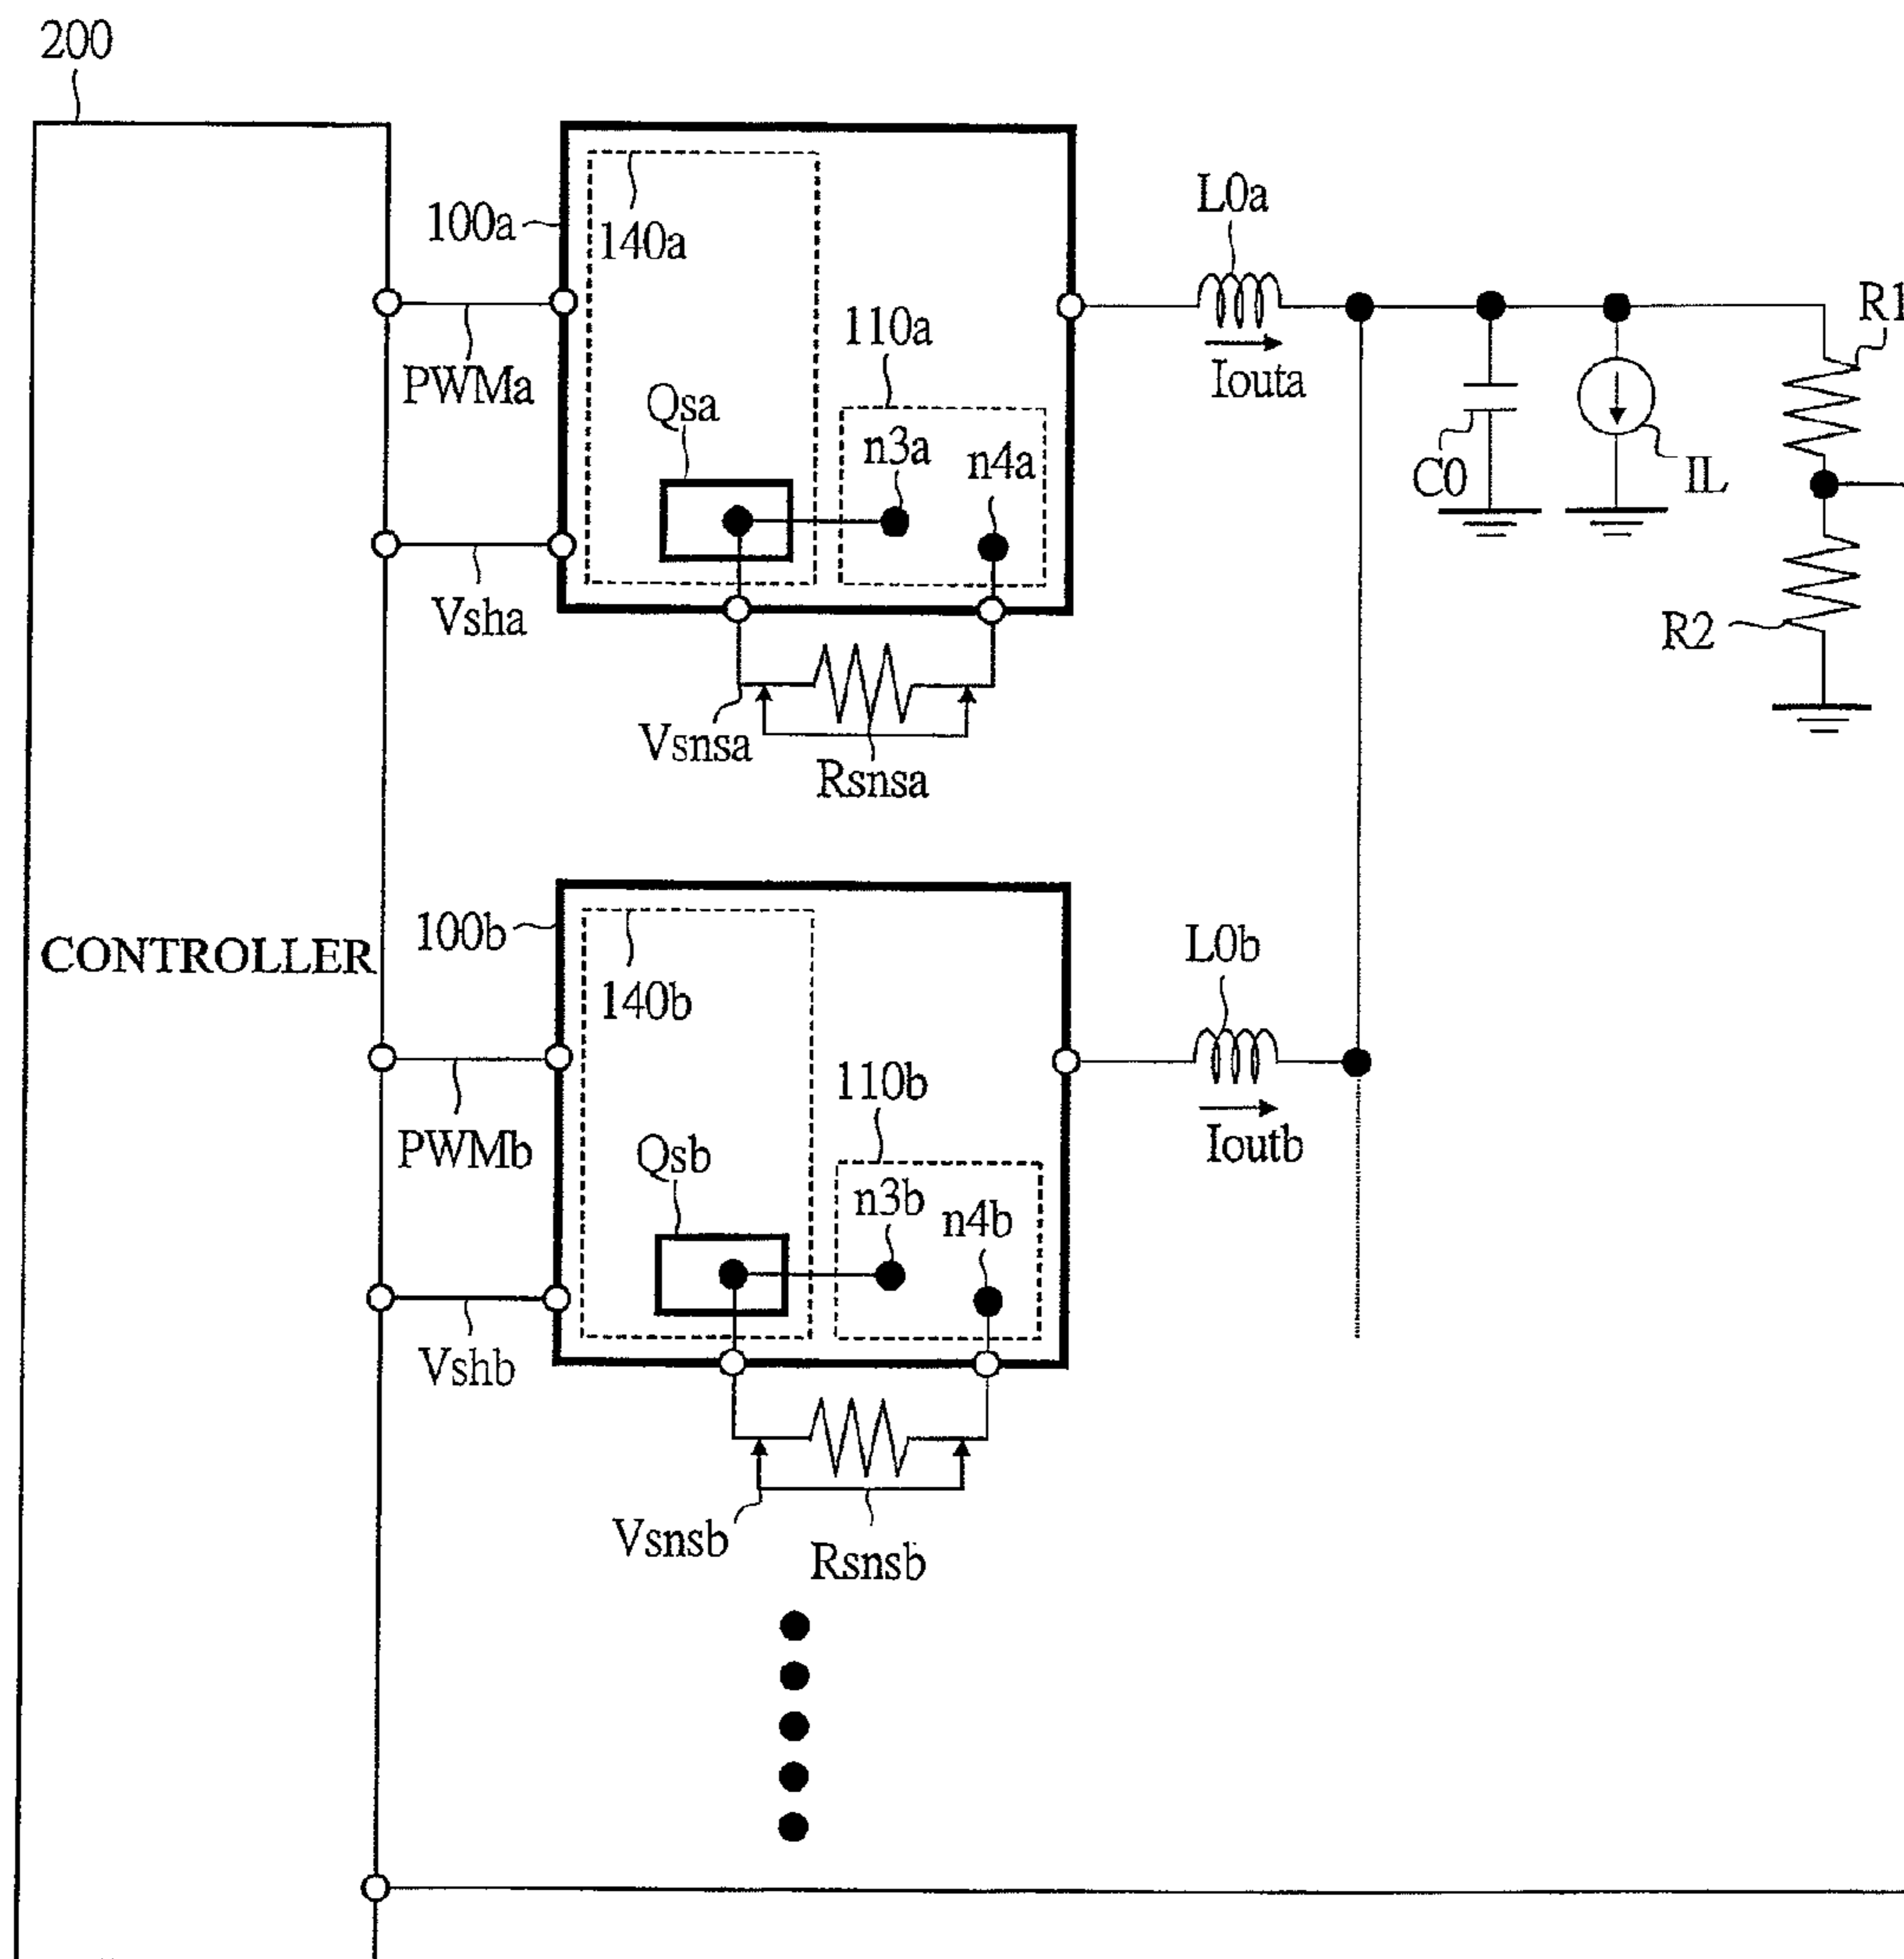 200
100a
140a
L0a
110a
R1
PWMa
Qsa
n3a
n4a
Iouta
C0
IL
Vsha
R2
Vsnsa
Rsnsa
100b
CONTROLLER
140b
L0b
110b
PWMb
Qsb
n3b
n4b
Ioutb
Vshb
Vsnsb
Rsnsb